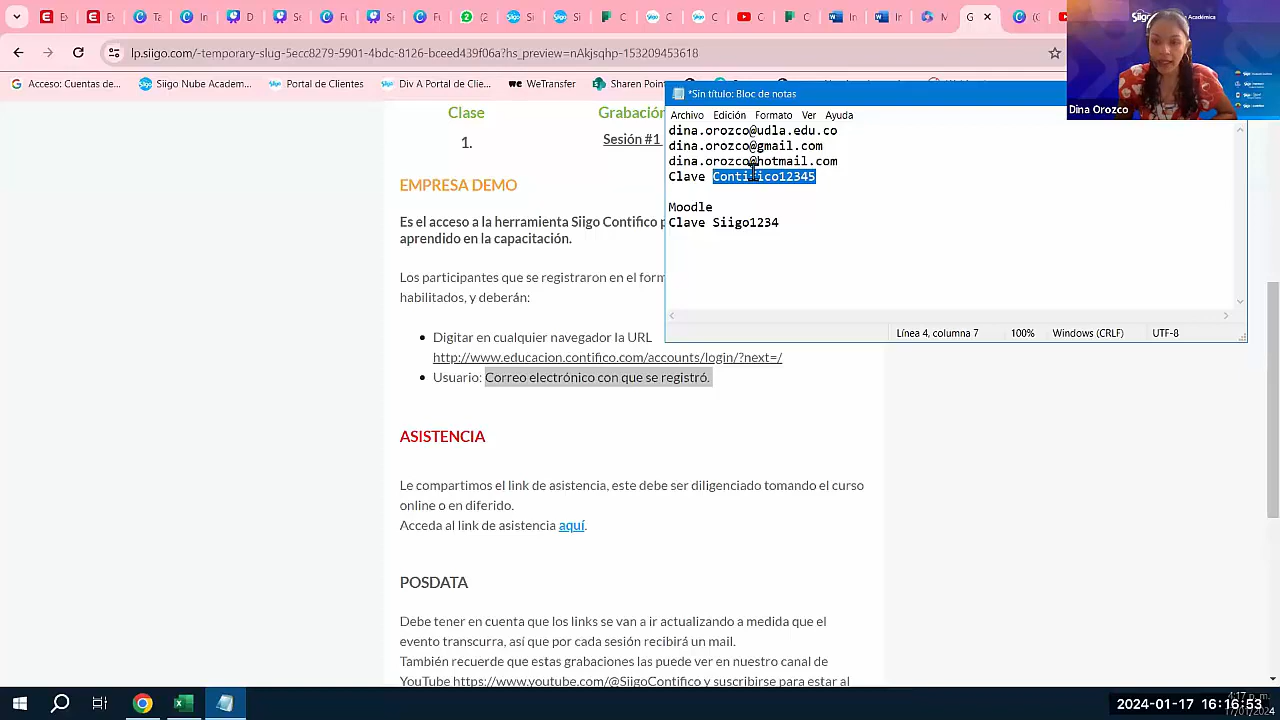 lp.siigo.com/-temporary-slug-5ecc8279-5901-4bdc-8126-bceed439f06a?hs_preview=nAkjsqhp-153209453618
Acceso: Cuentas de...
Siigo Nube Academ...
Portal de Clientes
Div A Portal de Clie...
Webinar
Sharen Point
Académica
Dina Orozco
*Sin título: Bloc de notas
Archivo Edición Formato Ver Ayuda
dina.orozco@udla.edu.co
dina.orozco@gmail.com
dina.orozco@hotmail.com
Clave Contifico12345
Moodle
Clave Siigo1234
Línea 4, columna 7 100% Windows (CRLF) UTF-8
Clase Grabación
1. Sesión #1
EMPRESA DEMO
Es el acceso a la herramienta Siigo Contifico
aprendido en la capacitación.
Los participantes que se registraron en el
habilitados, y deberán:
Digitar en cualquier navegador la URL
http://www.educacion.contifico.com/accounts/login/?next=/
Usuario: Correo electrónico con que se registró.
ASISTENCIA
Le compartimos el link de asistencia, este debe ser diligenciado tomando el curso
online o en diferido.
Acceda al link de asistencia aquí.
POSDATA
Debe tener en cuenta que los links se van a ir actualizando a medida que el
evento transcurra, así que por cada sesión recibirá un mail.
También recuerde que estas grabaciones las puede ver en nuestro canal de
YouTube https://www.youtube.com/@SiigoContifico y suscribirse para estar al
4:17 p. m.
2024-01-17 16:16:53
17/01/2024